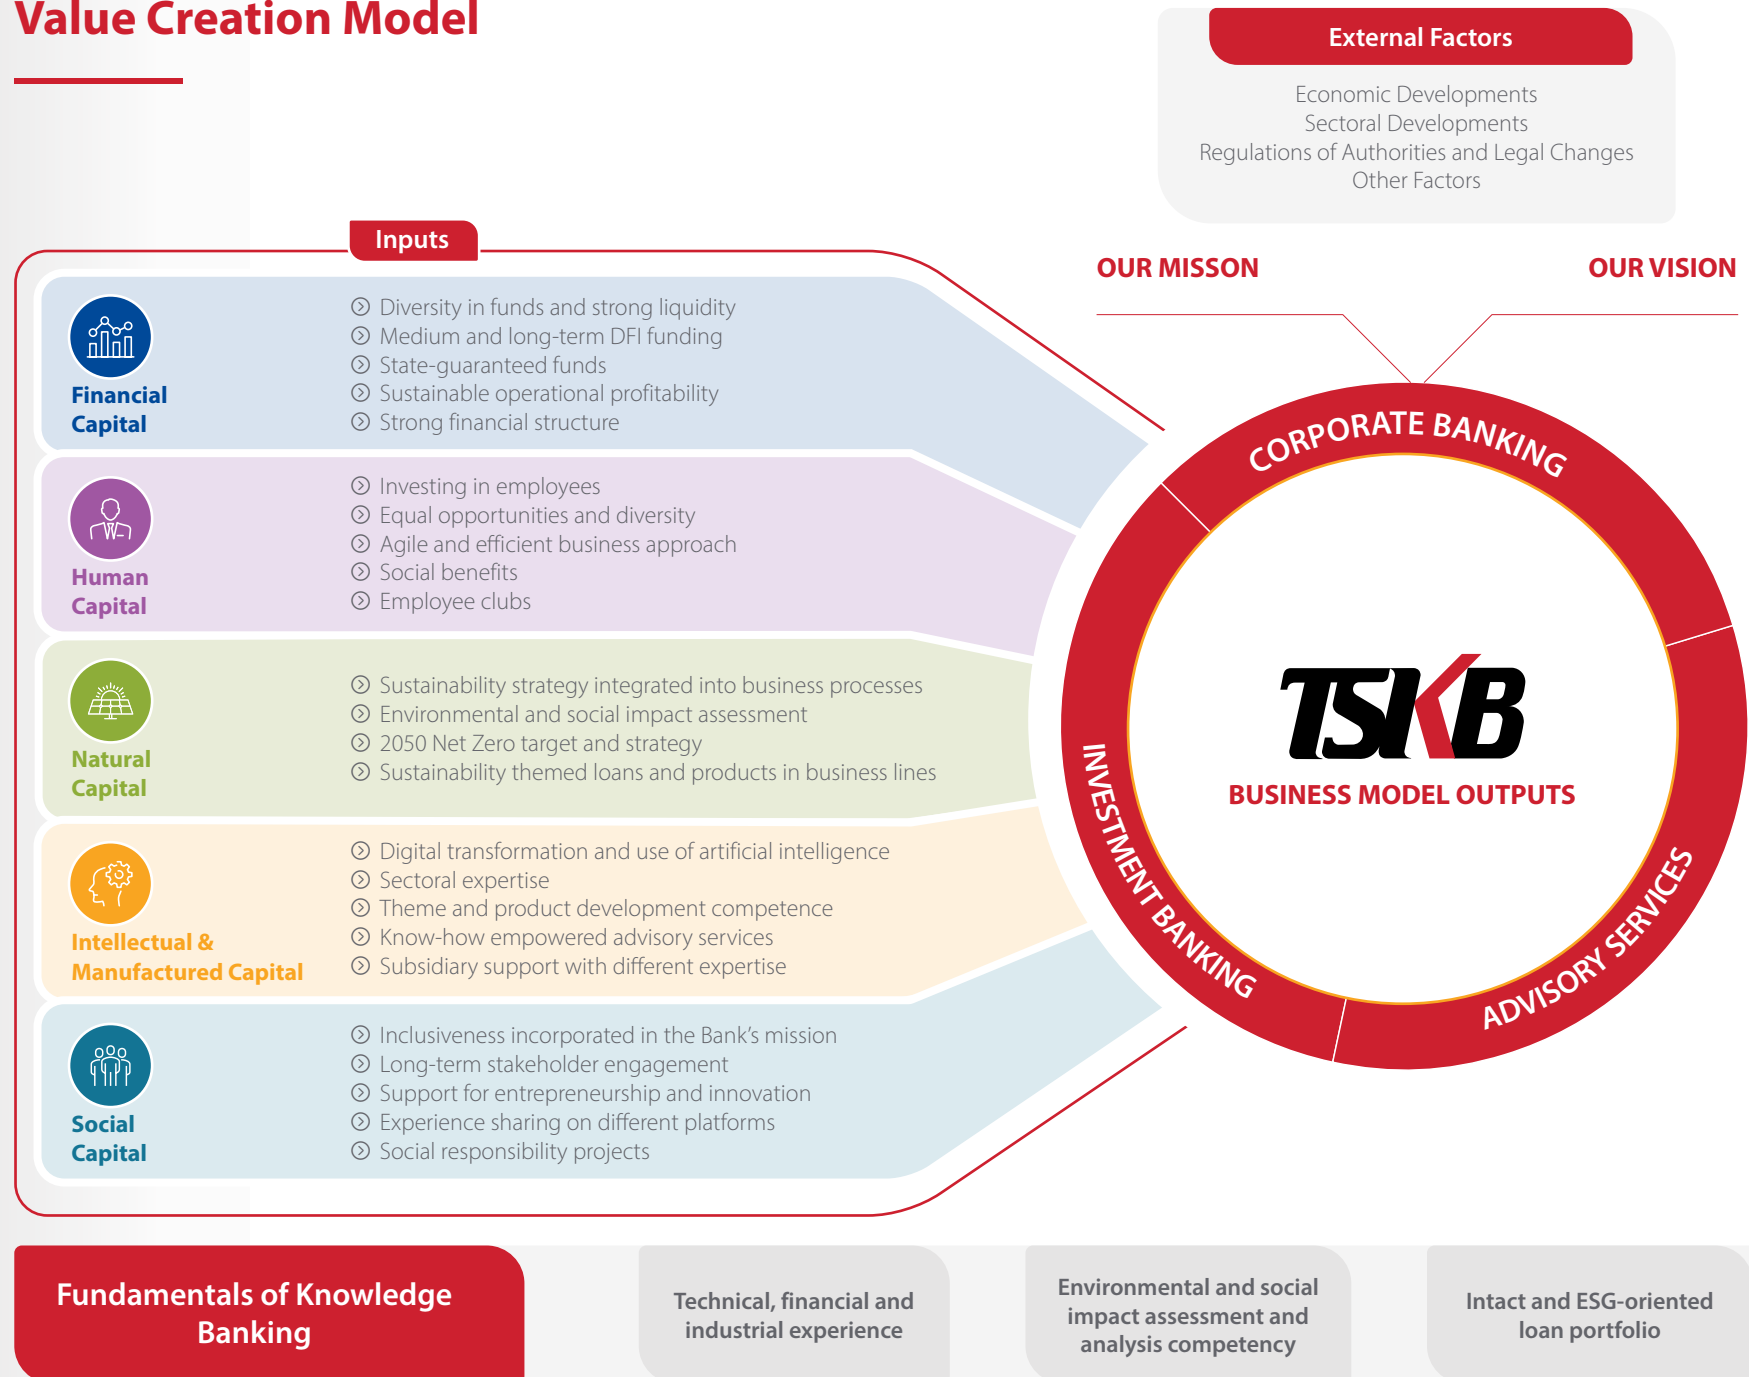 Value Creation Model
External Factors
Economic Developments
Sectoral Developments
Regulations of Authorities and Legal Changes
Other Factors
Inputs
OUR MISSON
OUR VISION
Financial
Capital
Diversity in funds and strong liquidity
Medium and long-term DFI funding
State-guaranteed funds
Sustainable operational profitability
Strong financial structure
Human
Capital
Investing in employees
Equal opportunities and diversity
Agile and efficient business approach
Social benefits
Employee clubs
Natural
Capital
Sustainability strategy integrated into business processes
Environmental and social impact assessment
2050 Net Zero target and strategy
Sustainability themed loans and products in business lines
Intellectual &
Manufactured Capital
Digital transformation and use of artificial intelligence
Sectoral expertise
Theme and product development competence
Know-how empowered advisory services
Subsidiary support with different expertise
Social
Capital
Inclusiveness incorporated in the Bank’s mission
Long-term stakeholder engagement
Support for entrepreneurship and innovation
Experience sharing on different platforms
Social responsibility projects
CORPORATE BANKING
INVESTMENT BANKING
ADVISORY SERVICES
TSKB
BUSINESS MODEL OUTPUTS
Fundamentals of Knowledge
Banking
Technical, financial and
industrial experience
Environmental and social
impact assessment and
analysis competency
Intact and ESG-oriented
loan portfolio